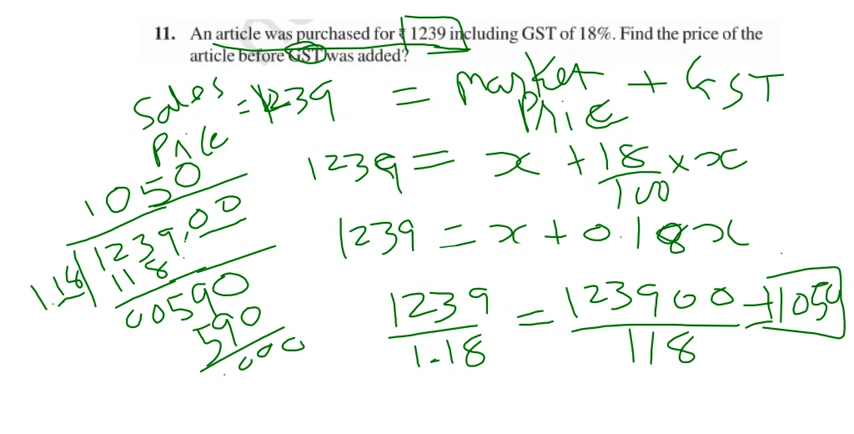 11. An article was purchased for ₹ 1239 including GST of 18%. Find the price of the
article before GST was added?
Sales Price = 1239 = Market Price + GST
1239 = x + 18/100 × x
1239 = x + 0.18x
1239/1.18 = 123900/118 = 1050
1050
1.18 1239.00
118
00590
590
000